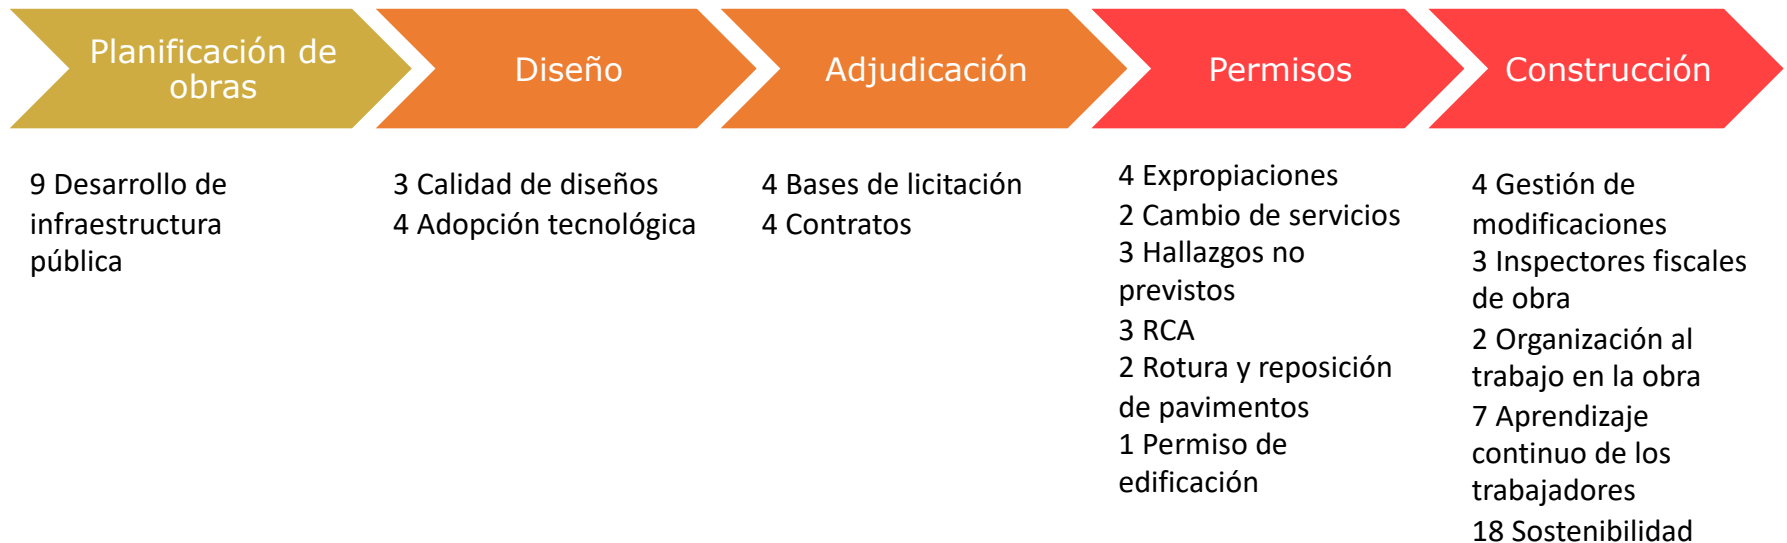 Planificación de
obras
Diseño
Adjudicación
Permisos
Construcción
9 Desarrollo de
infraestructura
pública
3 Calidad de diseños
4 Adopción tecnológica
4 Bases de licitación
4 Contratos
4 Expropiaciones
2 Cambio de servicios
3 Hallazgos no
previstos
3 RCA
2 Rotura y reposición
de pavimentos
1 Permiso de
edificación
4 Gestión de
modificaciones
3 Inspectores fiscales
de obra
2 Organización al
trabajo en la obra
7 Aprendizaje
continuo de los
trabajadores
18 Sostenibilidad